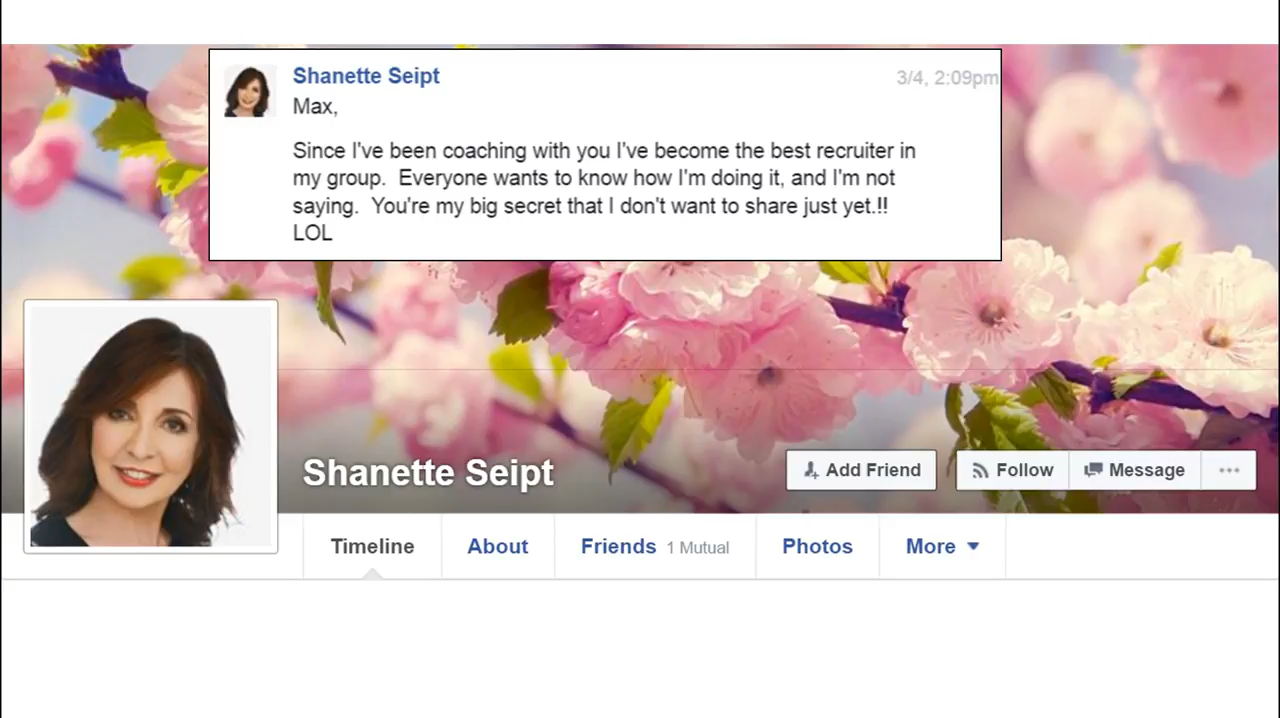 Shanette Seipt 3/4, 2:09pm
Max,
Since I've been coaching with you I've become the best recruiter in
my group.  Everyone wants to know how I'm doing it, and I'm not
saying.  You're my big secret that I don't want to share just yet.!!
LOL
Shanette Seipt
Add Friend Follow Message
Timeline About Friends 1 Mutual Photos More